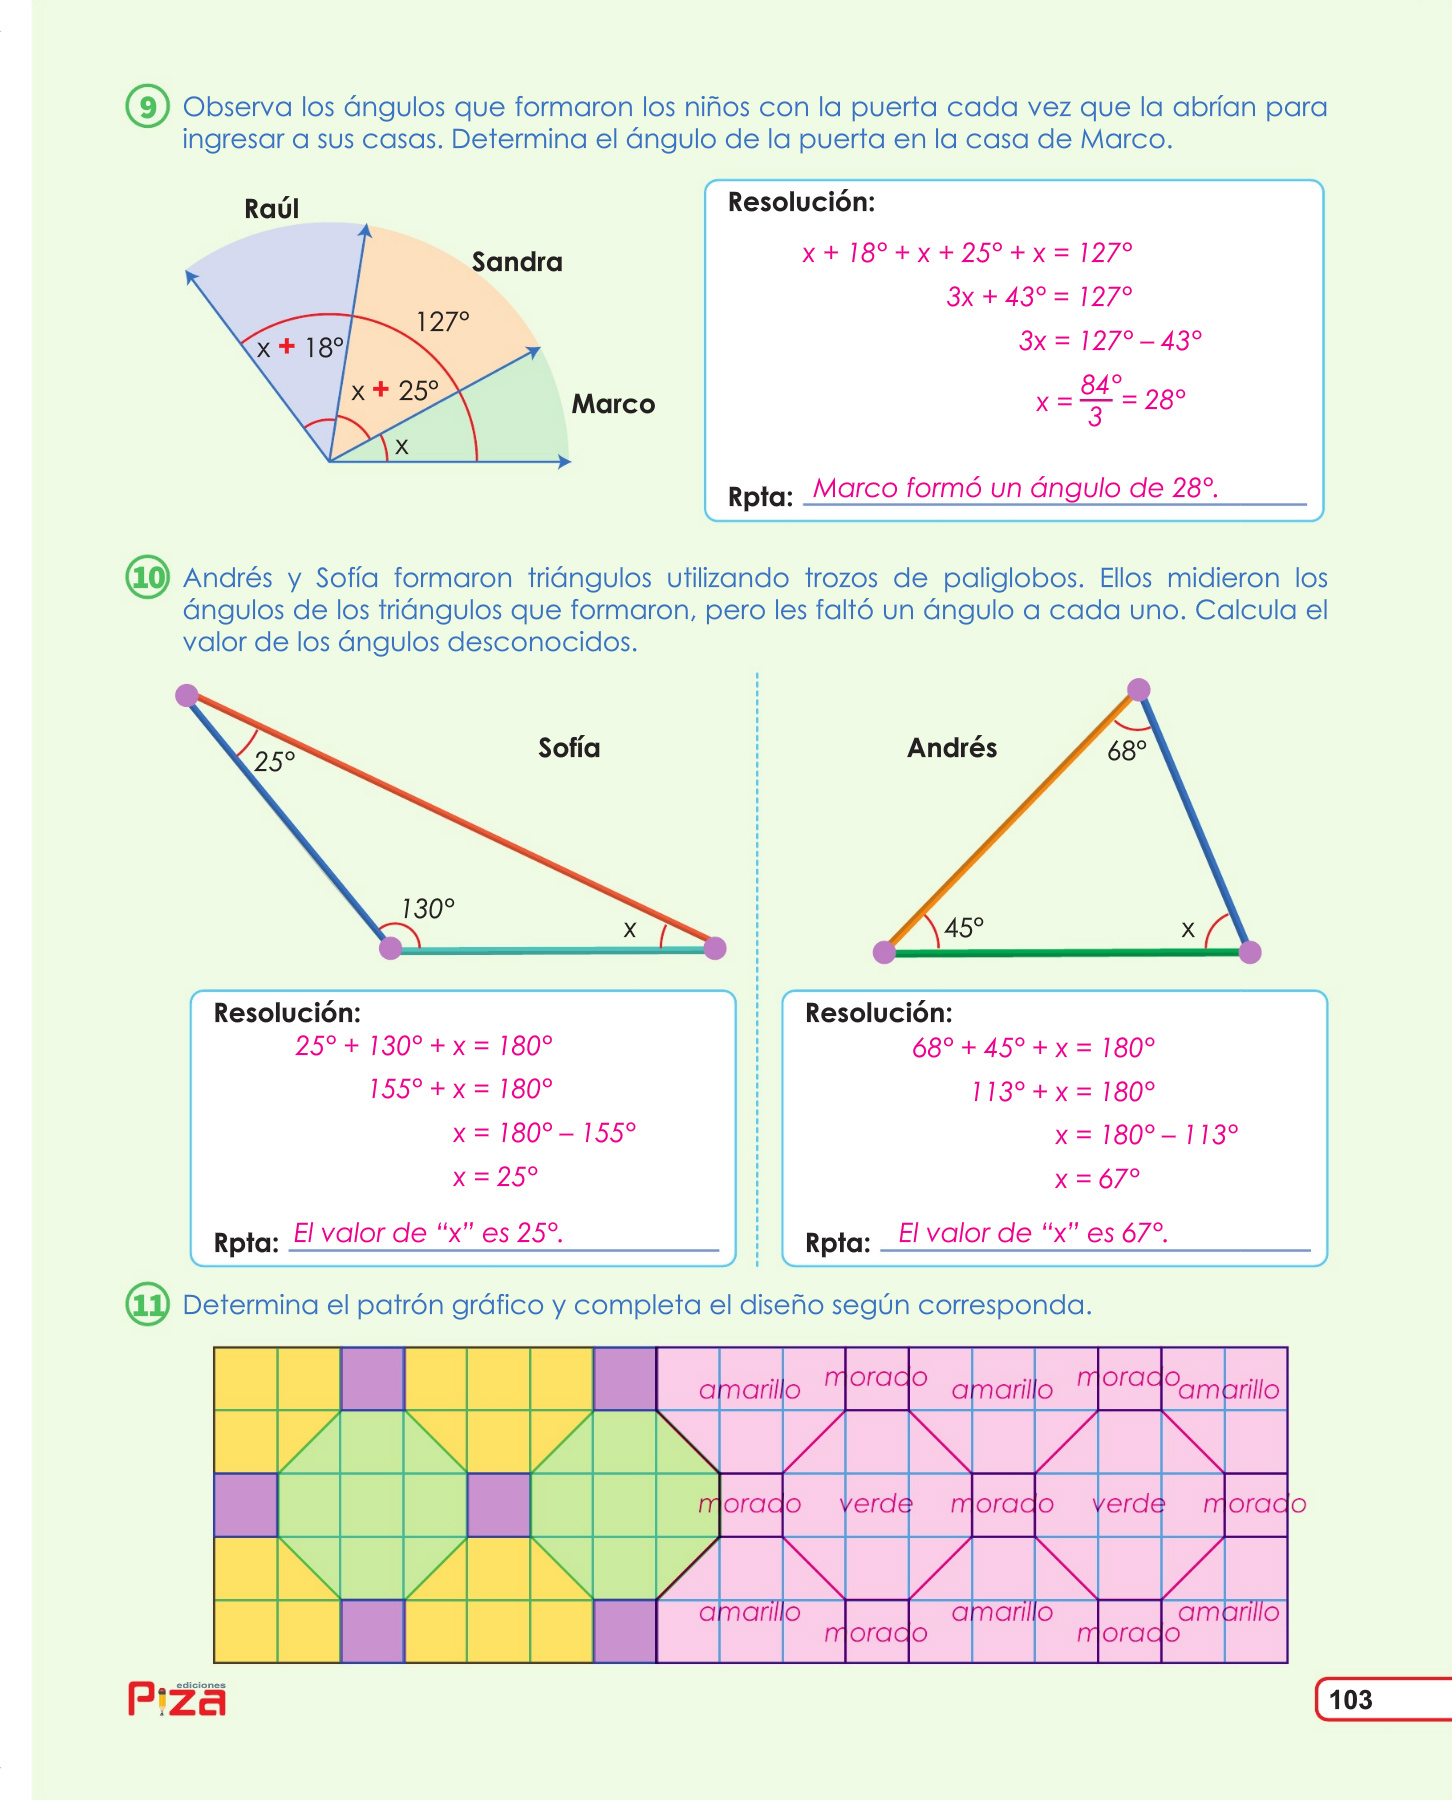 9 Observa los ángulos que formaron los niños con la puerta cada vez que la abrían para
ingresar a sus casas. Determina el ángulo de la puerta en la casa de Marco.
Raúl
Sandra
127°
x + 18°
x + 25°
Marco
x
Resolución:
x + 18° + x + 25° + x = 127°
3x + 43° = 127°
3x = 127° – 43°
x = 84°/3 = 28°
Rpta: Marco formó un ángulo de 28°.
10 Andrés y Sofía formaron triángulos utilizando trozos de paliglobos. Ellos midieron los
ángulos de los triángulos que formaron, pero les faltó un ángulo a cada uno. Calcula el
valor de los ángulos desconocidos.
Sofía
25°
130°
x
Andrés
68°
45°
x
Resolución:
25° + 130° + x = 180°
155° + x = 180°
x = 180° – 155°
x = 25°
Rpta: El valor de “x” es 25°.
Resolución:
68° + 45° + x = 180°
113° + x = 180°
x = 180° – 113°
x = 67°
Rpta: El valor de “x” es 67°.
11 Determina el patrón gráfico y completa el diseño según corresponda.
amarillo morado amarillo morado amarillo
morado verde morado verde morado
amarillo morado amarillo morado amarillo
ediciones
Piza
103